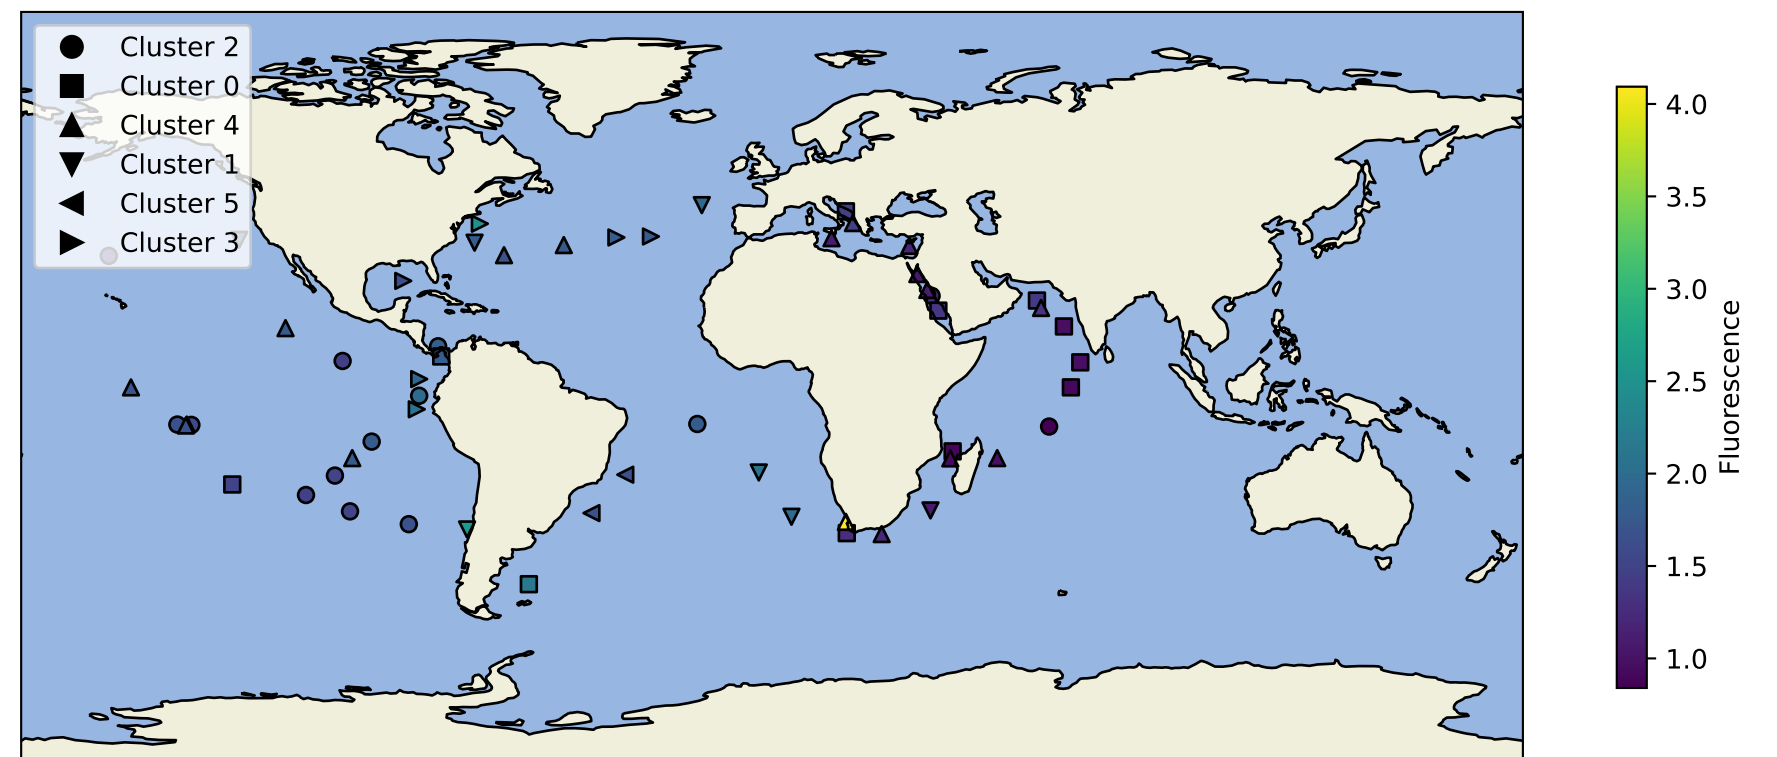 Cluster 2
Cluster 0
Cluster 4
Cluster 1
Cluster 5
Cluster 3
4.0
3.5
3.0
2.5
2.0
1.5
1.0
Fluorescence